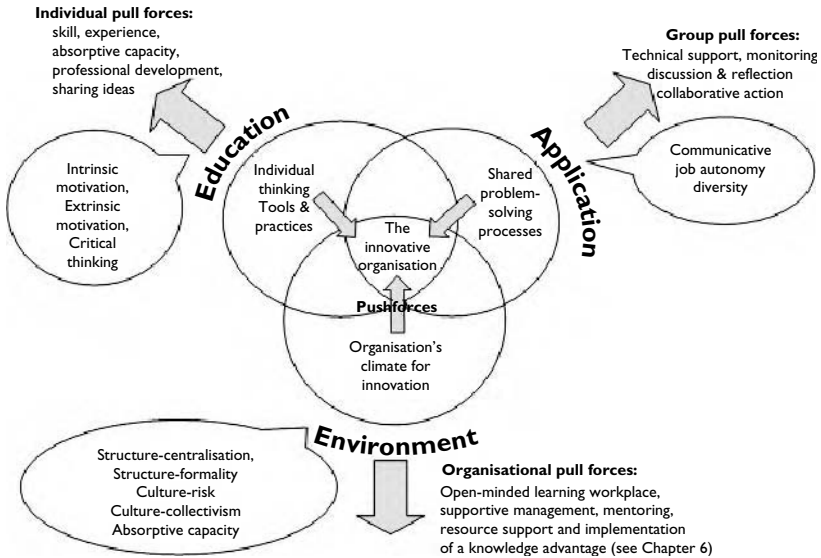 Individual pull forces:
skill, experience,
absorptive capacity,
professional development,
sharing ideas
Group pull forces:
Technical support, monitoring
discussion & reflection
collaborative action
Education
Application
Intrinsic
motivation,
Extrinsic
motivation,
Critical
thinking
Individual
thinking
Tools &
practices
Shared
problem-
solving
processes
Communicative
job autonomy
diversity
The
innovative
organisation
Pushforces
Organisation's
climate for
innovation
Environment
Structure-centralisation,
Structure-formality
Culture-risk
Culture-collectivism
Absorptive capacity
Organisational pull forces:
Open-minded learning workplace,
supportive management, mentoring,
resource support and implementation
of a knowledge advantage (see Chapter 6)